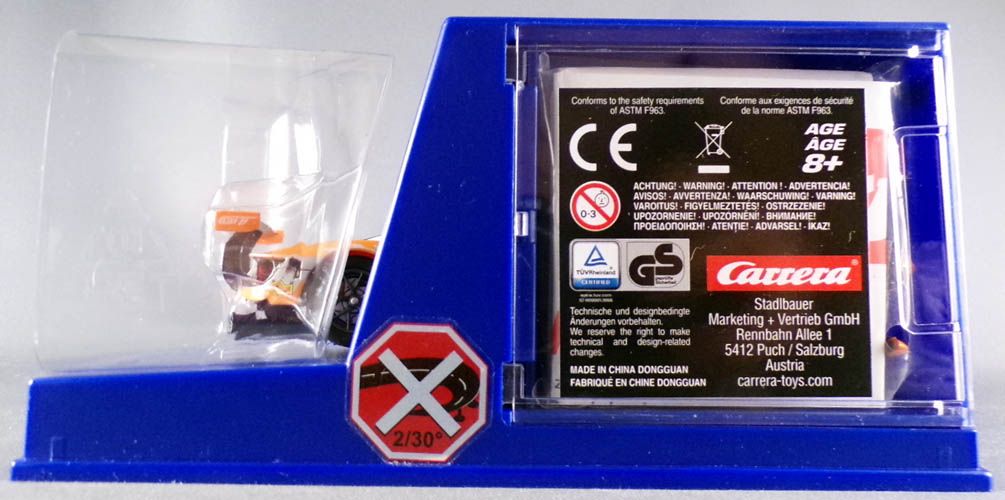 Conforms to the safety requirements
of ASTM F963.
Conforme aux exigences de sécurité
de la norme ASTM F963.
CE
AGE
ÂGE
8+
0-3
ACHTUNG! · WARNING! · ATTENTION ! · ADVERTENCIA!
AVISOS! · AVVERTENZA! · WAARSCHUWING! · VARNING!
VAROITUS! · FIGYELMEZTETÉS! · OSTRZEZENIE!
UPOZORNENIE! · UPOZORNĚNÍ! · ВНИМАНИЕ!
ΠΡΟΕΙΔΟΠΟΙΗΣΗ! · ATENȚIE! · ADVARSEL! · IKAZ!
TÜVRheinland
CERTIFIED
GS
geprüfte
Sicherheit
Carrera®
Technische und designbedingte
Änderungen vorbehalten.
We reserve the right to make
technical and design-related
changes.
MADE IN CHINA DONGGUAN
FABRIQUÉ EN CHINE DONGGUAN
Stadlbauer
Marketing + Vertrieb GmbH
Rennbahn Allee 1
5412 Puch / Salzburg
Austria
carrera-toys.com
2/30°